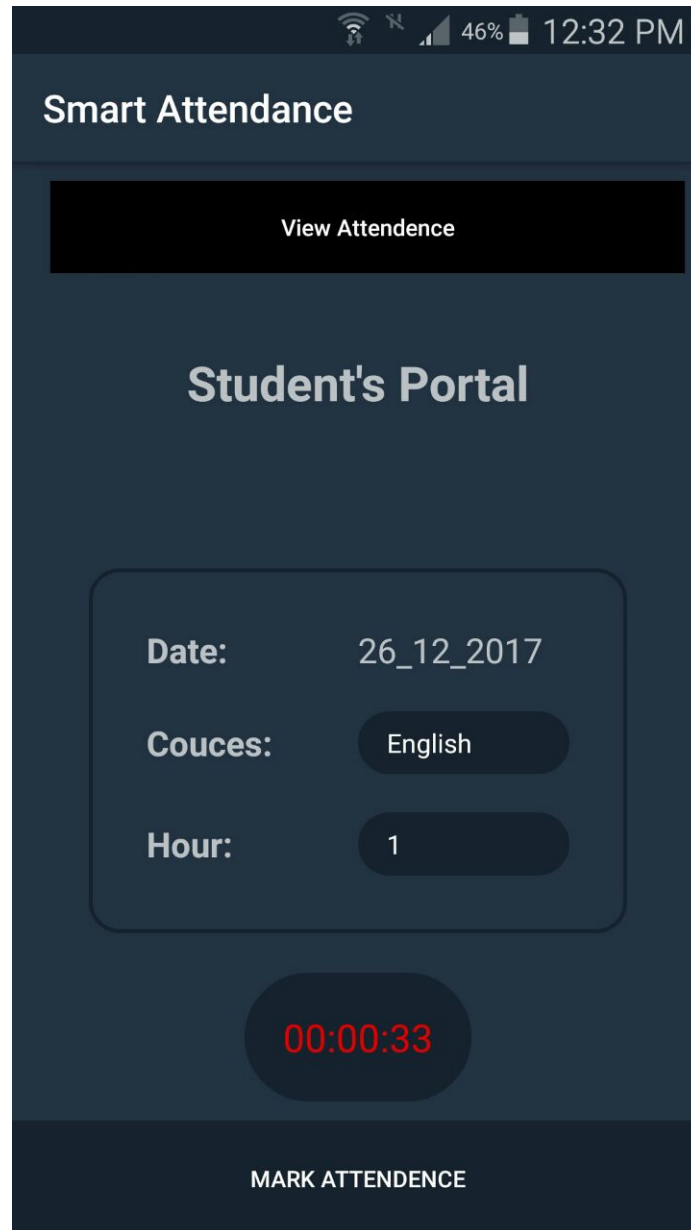 46% 12:32 PM
Smart Attendance
View Attendence
Student's Portal
Date: 26_12_2017
Couces: English
Hour: 1
00:00:33
MARK ATTENDENCE